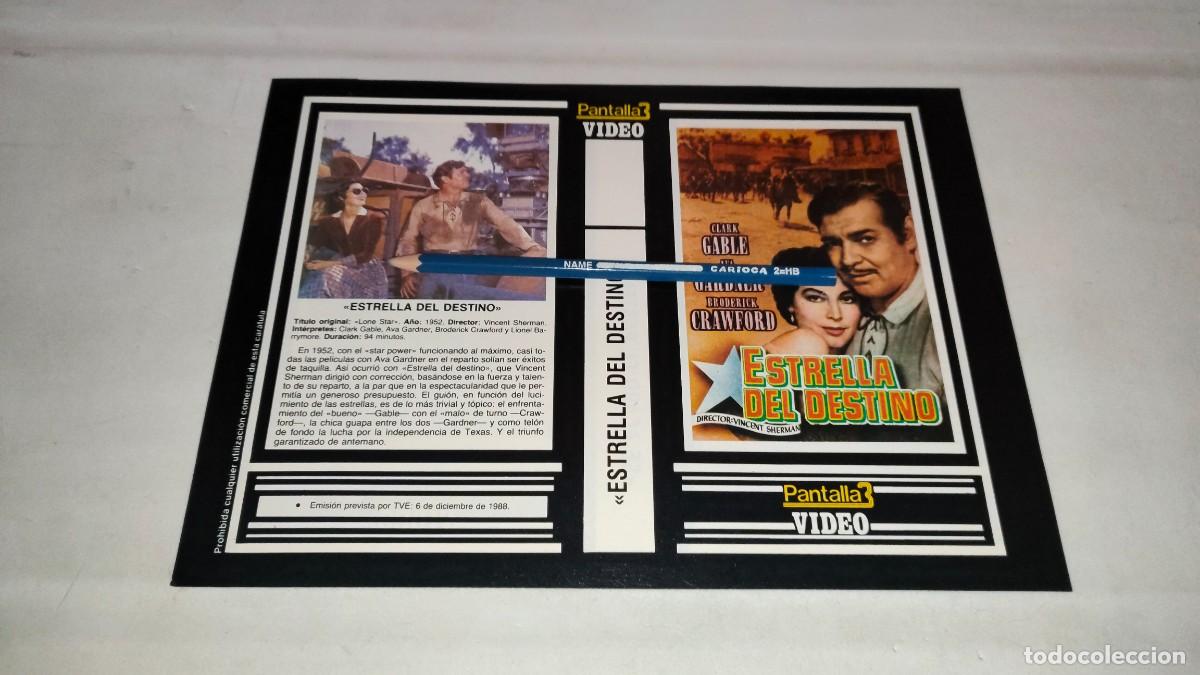 Pantalla3
VIDEO
«ESTRELLA DEL DESTINO»
Título original: «Lone Star». Año: 1952. Director: Vincent Sherman.
Intérpretes: Clark Gable, Ava Gardner, Broderick Crawford y Lionel Ba-
rrymore. Duración: 94 minutos.
En 1952, con el «star power» funcionando al máximo, casi to-
das las películas con Ava Gardner en el reparto solían ser éxitos
de taquilla. Así ocurrió con «Estrella del destino», que Vincent
Sherman dirigió con corrección, basándose en la fuerza y talen-
to de su reparto, a la par que en la espectacularidad que le per-
mitía un generoso presupuesto. El guión, en función del luci-
miento de las estrellas, es de lo más trivial y tópico: el enfrenta-
miento del «bueno» —Gable— con el «malo» de turno —Craw-
ford—, la chica guapa entre los dos —Gardner— y como telón
de fondo la lucha por la independencia de Texas. Y el triunfo
garantizado de antemano.
• Emisión prevista por TVE: 6 de diciembre de 1988.
Prohibida cualquier utilización comercial de esta carátula
NAME
CARIOCA 2=HB
«ESTRELLA DEL DESTINO
CLARK
GABLE
GARDNER
BRODERICK
CRAWFORD
ESTRELLA
DEL DESTINO
DIRECTOR: VINCENT SHERMAN
Pantalla3
VIDEO
todocoleccion